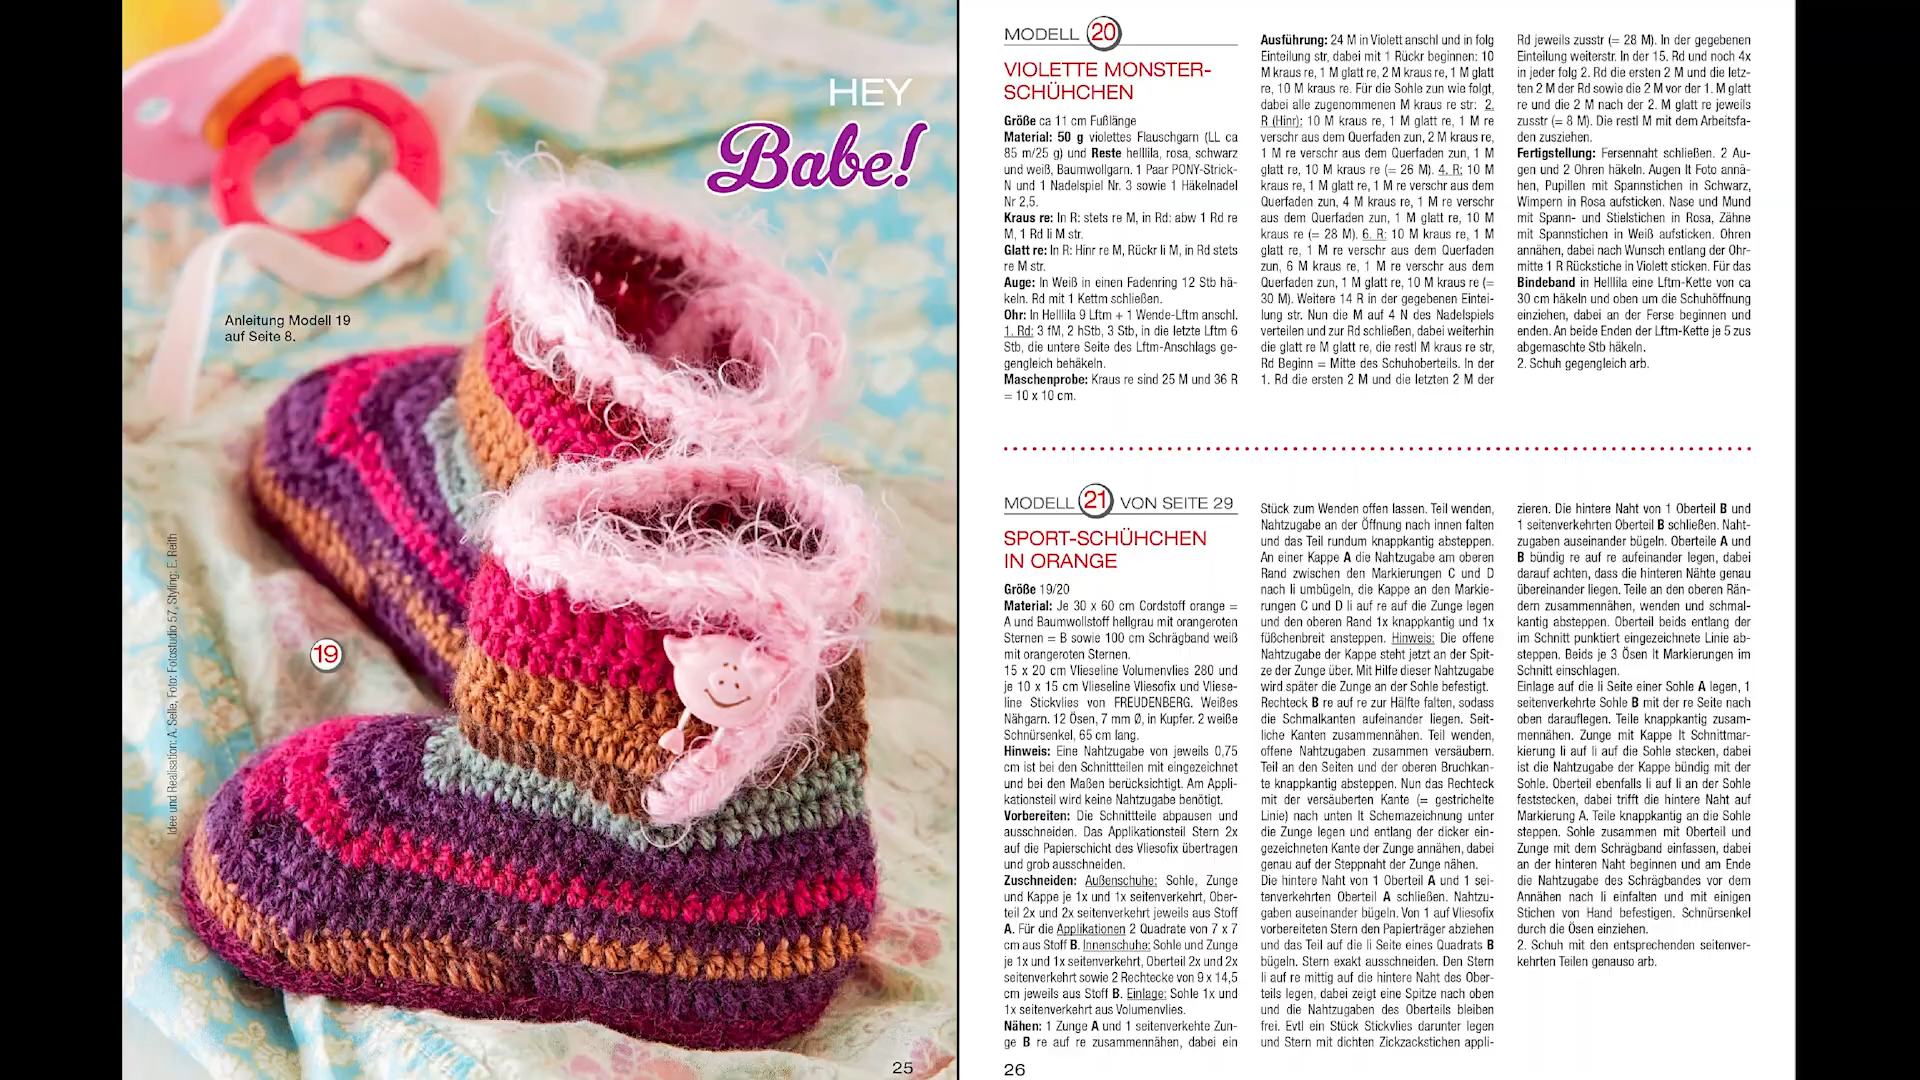 HEY
Babe!
Anleitung Modell 19
auf Seite 8.
Idee und Realisation: A. Selle, Foto: Fotostudio 57, Styling: E. Reith
19
25
MODELL 20
VIOLETTE MONSTER-
SCHÜHCHEN
Größe ca 11 cm Fußlänge
Material: 50 g violettes Flauschgarn (LL ca
85 m/25 g) und Reste helllila, rosa, schwarz
und weiß, Baumwollgarn. 1 Paar PONY-Strick-
N und 1 Nadelspiel Nr. 3 sowie 1 Häkelnadel
Nr 2,5.
Kraus re: In R: stets re M, in Rd: abw 1 Rd re
M, 1 Rd li M str.
Glatt re: In R: Hinr re M, Rückr li M, in Rd stets
re M str.
Auge: In Weiß in einen Fadenring 12 Stb hä-
keln. Rd mit 1 Kettm schließen.
Ohr: In Helllila 9 Lftm + 1 Wende-Lftm anschl.
1. Rd: 3 fM, 2 hStb, 3 Stb, in die letzte Lftm 6
Stb, die untere Seite des Lftm-Anschlags ge-
gengleich behäkeln.
Maschenprobe: Kraus re sind 25 M und 36 R
= 10 x 10 cm.
Ausführung: 24 M in Violett anschl und in folg
Einteilung str, dabei mit 1 Rückr beginnen: 10
M kraus re, 1 M glatt re, 2 M kraus re, 1 M glatt
re, 10 M kraus re. Für die Sohle zun wie folgt,
dabei alle zugenommenen M kraus re str: 2.
R (Hinr): 10 M kraus re, 1 M glatt re, 1 M re
verschr aus dem Querfaden zun, 2 M kraus re,
1 M re verschr aus dem Querfaden zun, 1 M
glatt re, 10 M kraus re (= 26 M). 4. R: 10 M
kraus re, 1 M glatt re, 1 M re verschr aus dem
Querfaden zun, 4 M kraus re, 1 M re verschr
aus dem Querfaden zun, 1 M glatt re, 10 M
kraus re (= 28 M). 6. R: 10 M kraus re, 1 M
glatt re, 1 M re verschr aus dem Querfaden
zun, 6 M kraus re, 1 M re verschr aus dem
Querfaden zun, 1 M glatt re, 10 M kraus re (=
30 M). Weitere 14 R in der gegebenen Eintei-
lung str. Nun die M auf 4 N des Nadelspiels
verteilen und zur Rd schließen, dabei weiterhin
die glatt re M glatt re, die restl M kraus re str,
Rd Beginn = Mitte des Schuhoberteils. In der
1. Rd die ersten 2 M und die letzten 2 M der
Rd jeweils zusstr (= 28 M). In der gegebenen
Einteilung weiterstr. In der 15. Rd und noch 4x
in jeder folg 2. Rd die ersten 2 M und die letz-
ten 2 M der Rd sowie die 2 M vor der 1. M glatt
re und die 2 M nach der 2. M glatt re jeweils
zusstr (= 8 M). Die restl M mit dem Arbeitsfa-
den zusziehen.
Fertigstellung: Fersennaht schließen. 2 Au-
gen und 2 Ohren häkeln. Augen lt Foto annä-
hen, Pupillen mit Spannstichen in Schwarz,
Wimpern in Rosa aufsticken. Nase und Mund
mit Spann- und Stielstichen in Rosa, Zähne
mit Spannstichen in Weiß aufsticken. Ohren
annähen, dabei nach Wunsch entlang der Ohr-
mitte 1 R Rückstiche in Violett sticken. Für das
Bindeband in Helllila eine Lftm-Kette von ca
30 cm häkeln und oben um die Schuhöffnung
einziehen, dabei an der Ferse beginnen und
enden. An beide Enden der Lftm-Kette je 5 zus
abgemaschte Stb häkeln.
2. Schuh gegengleich arb.
MODELL 21 VON SEITE 29
SPORT-SCHÜHCHEN
IN ORANGE
Größe 19/20
Material: Je 30 x 60 cm Cordstoff orange =
A und Baumwollstoff hellgrau mit orangeroten
Sternen = B sowie 100 cm Schrägband weiß
mit orangeroten Sternen.
15 x 20 cm Vlieseline Volumenvlies 280 und
je 10 x 15 cm Vlieseline Vliesofix und Vliese-
line Stickvlies von FREUDENBERG. Weißes
Nähgarn. 12 Ösen, 7 mm Ø, in Kupfer. 2 weiße
Schnürsenkel, 65 cm lang.
Hinweis: Eine Nahtzugabe von jeweils 0,75
cm ist bei den Schnittteilen mit eingezeichnet
und bei den Maßen berücksichtigt. Am Appli-
kationsteil wird keine Nahtzugabe benötigt.
Vorbereiten: Die Schnittteile abpausen und
ausschneiden. Das Applikationsteil Stern 2x
auf die Papierschicht des Vliesofix übertragen
und grob ausschneiden.
Zuschneiden: Außenschuhe: Sohle, Zunge
und Kappe je 1x und 1x seitenverkehrt, Ober-
teil 2x und 2x seitenverkehrt jeweils aus Stoff
A. Für die Applikationen 2 Quadrate von 7 x 7
cm aus Stoff B. Innenschuhe: Sohle und Zunge
je 1x und 1x seitenverkehrt, Oberteil 2x und 2x
seitenverkehrt sowie 2 Rechtecke von 9 x 14,5
cm jeweils aus Stoff B. Einlage: Sohle 1x und
1x seitenverkehrt aus Volumenvlies.
Nähen: 1 Zunge A und 1 seitenverkehte Zun-
ge B re auf re zusammennähen, dabei ein
Stück zum Wenden offen lassen. Teil wenden,
Nahtzugabe an der Öffnung nach innen falten
und das Teil rundum knappkantig absteppen.
An einer Kappe A die Nahtzugabe am oberen
Rand zwischen den Markierungen C und D
nach li umbügeln, die Kappe an den Markie-
rungen C und D li auf re auf die Zunge legen
und den oberen Rand 1x knappkantig und 1x
füßchenbreit ansteppen. Hinweis: Die offene
Nahtzugabe der Kappe steht jetzt an der Spit-
ze der Zunge über. Mit Hilfe dieser Nahtzugabe
wird später die Zunge an der Sohle befestigt.
Rechteck B re auf re zur Hälfte falten, sodass
die Schmalkanten aufeinander liegen. Seit-
liche Kanten zusammennähen. Teil wenden,
offene Nahtzugaben zusammen versäubern.
Teil an den Seiten und der oberen Bruchkan-
te knappkantig absteppen. Nun das Rechteck
mit der versäuberten Kante (= gestrichelte
Linie) nach unten lt Schemazeichnung unter
die Zunge legen und entlang der dicker ein-
gezeichneten Kante der Zunge annähen, dabei
genau auf der Steppnaht der Zunge nähen.
Die hintere Naht von 1 Oberteil A und 1 sei-
tenverkehrten Oberteil A schließen. Nahtzu-
gaben auseinander bügeln. Von 1 auf Vliesofix
vorbereiteten Stern den Papierträger abziehen
und das Teil auf die li Seite eines Quadrats B
bügeln. Stern exakt ausschneiden. Den Stern
li auf re mittig auf die hintere Naht des Ober-
teils legen, dabei zeigt eine Spitze nach oben
und die Nahtzugaben des Oberteils bleiben
frei. Evtl ein Stück Stickvlies darunter legen
und Stern mit dichten Zickzackstichen appli-
zieren. Die hintere Naht von 1 Oberteil B und
1 seitenverkehrten Oberteil B schließen. Naht-
zugaben auseinander bügeln. Oberteile A und
B bündig re auf re aufeinander legen, dabei
darauf achten, dass die hinteren Nähte genau
übereinander liegen. Teile an den oberen Rän-
dern zusammennähen, wenden und schmal-
kantig absteppen. Oberteil beids entlang der
im Schnitt punktiert eingezeichnete Linie ab-
steppen. Beids je 3 Ösen lt Markierungen im
Schnitt einschlagen.
Einlage auf die li Seite einer Sohle A legen, 1
seitenverkehrte Sohle B mit der re Seite nach
oben darauflegen. Teile knappkantig zusam-
mennähen. Zunge mit Kappe lt Schnittmar-
kierung li auf li auf die Sohle stecken, dabei
ist die Nahtzugabe der Kappe bündig mit der
Sohle. Oberteil ebenfalls li auf li an der Sohle
feststecken, dabei trifft die hintere Naht auf
Markierung A. Teile knappkantig an die Sohle
steppen. Sohle zusammen mit Oberteil und
Zunge mit dem Schrägband einfassen, dabei
an der hinteren Naht beginnen und am Ende
die Nahtzugabe des Schrägbandes vor dem
Annähen nach li einfalten und mit einigen
Stichen von Hand befestigen. Schnürsenkel
durch die Ösen einziehen.
2. Schuh mit den entsprechenden seitenver-
kehrten Teilen genauso arb.
26